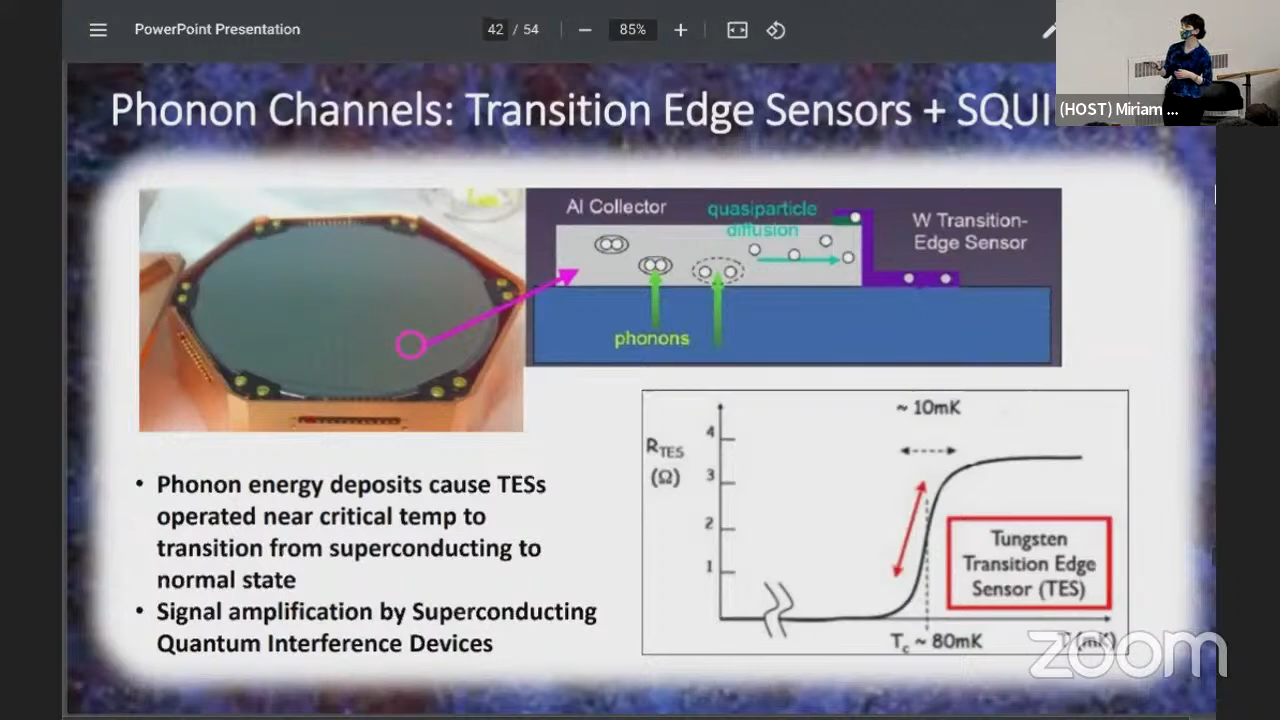 PowerPoint Presentation
42 / 54
85%
(HOST) Miriam ...
Phonon Channels: Transition Edge Sensors + SQUI
Al Collector
quasiparticle
diffusion
W Transition-
Edge Sensor
phonons
~ 10mK
R_TES
(Ω)
4
3
2
1
Tungsten
Transition Edge
Sensor (TES)
T_c ~ 80mK
T(mK)
• Phonon energy deposits cause TESs
operated near critical temp to
transition from superconducting to
normal state
• Signal amplification by Superconducting
Quantum Interference Devices
zoom